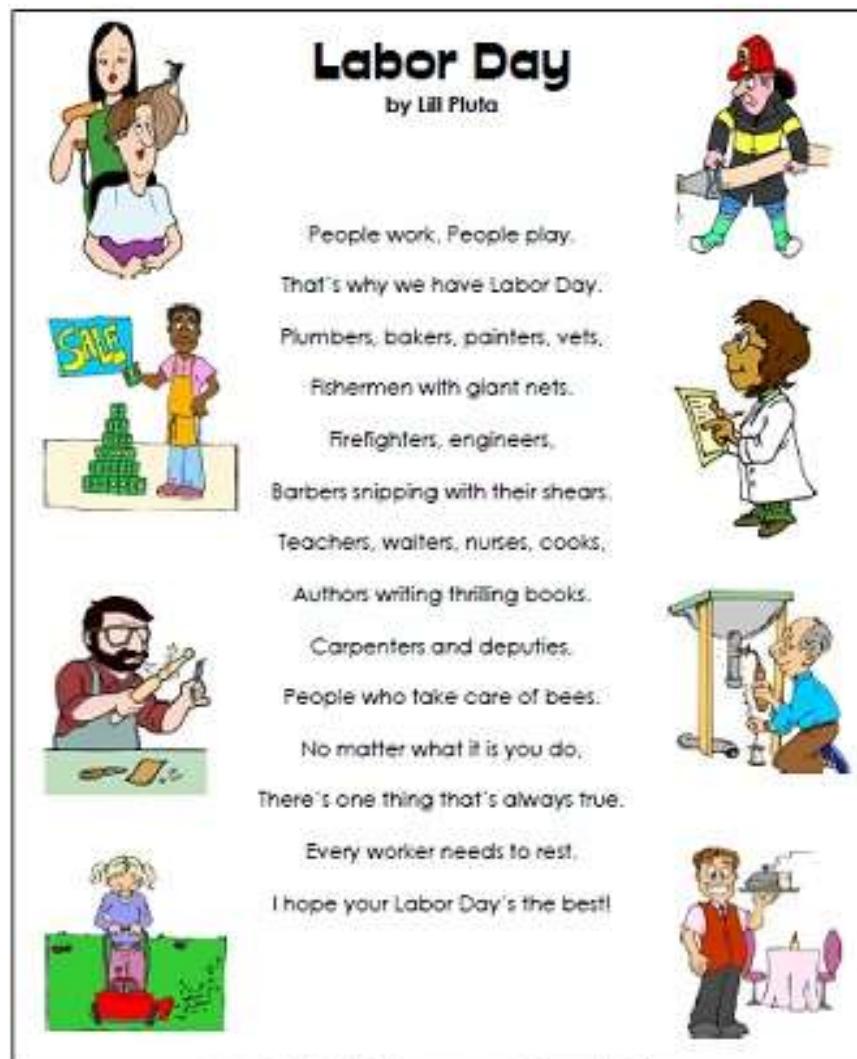 Labor Day
by Lill Pluta
People work. People play.
That's why we have Labor Day.
Plumbers, bakers, painters, vets,
Fishermen with giant nets.
Firefighters, engineers,
Barbers snipping with their shears.
Teachers, waiters, nurses, cooks,
Authors writing thrilling books.
Carpenters and deputies,
People who take care of bees.
No matter what it is you do,
There's one thing that's always true.
Every worker needs to rest.
I hope your Labor Day's the best!
SALE